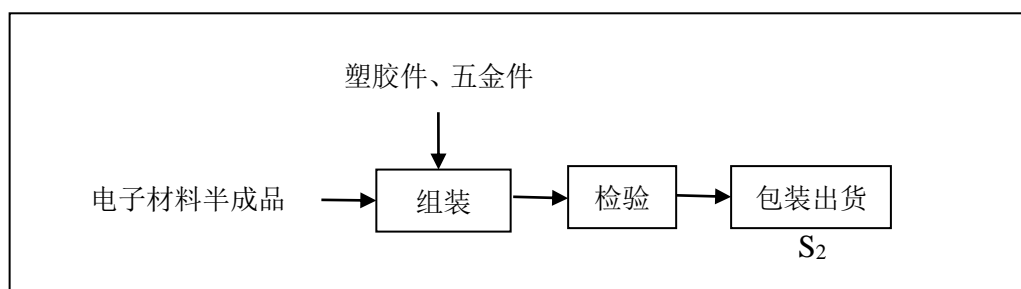 塑胶件、五金件
电子材料半成品
组装
检验
包装出货
S₂